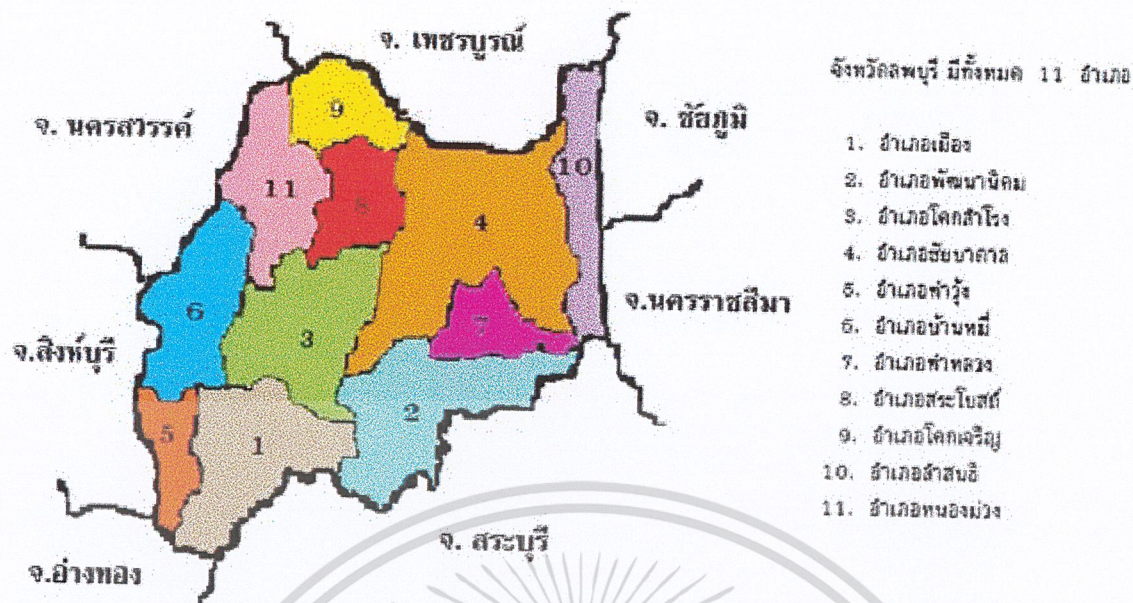 จ. เพชรบูรณ์
จ. นครสวรรค์
จ. ชัยภูมิ
จ.นครราชสีมา
จ.สิงห์บุรี
จ. สระบุรี
จ.อ่างทอง
9
11
8
10
4
6
3
7
2
5
1
จังหวัดลพบุรี มีทั้งหมด 11 อำเภอ
1. อำเภอเมือง
2. อำเภอพัฒนานิคม
3. อำเภอโคกสำโรง
4. อำเภอชัยบาดาล
5. อำเภอท่าวุ้ง
6. อำเภอบ้านหมี่
7. อำเภอท่าหลวง
8. อำเภอสระโบสถ์
9. อำเภอโคกเจริญ
10. อำเภอลำสนธิ
11. อำเภอหนองม่วง